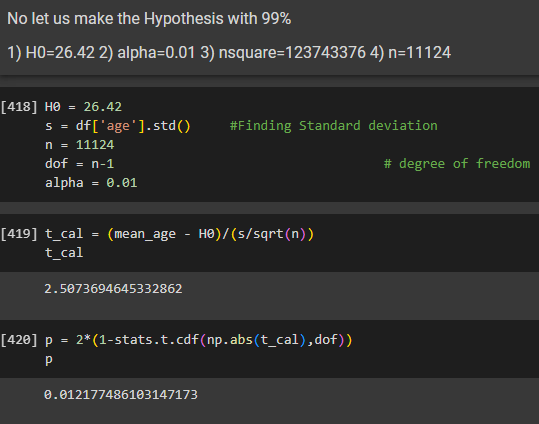 No let us make the Hypothesis with 99%
1) H0=26.42 2) alpha=0.01 3) nsquare=123743376 4) n=11124
[418] H0 = 26.42
s = df['age'].std() #Finding Standard deviation
n = 11124
dof = n-1 # degree of freedom
alpha = 0.01
[419] t_cal = (mean_age - H0)/(s/sqrt(n))
t_cal
2.5073694645332862
[420] p = 2*(1-stats.t.cdf(np.abs(t_cal),dof))
p
0.012177486103147173